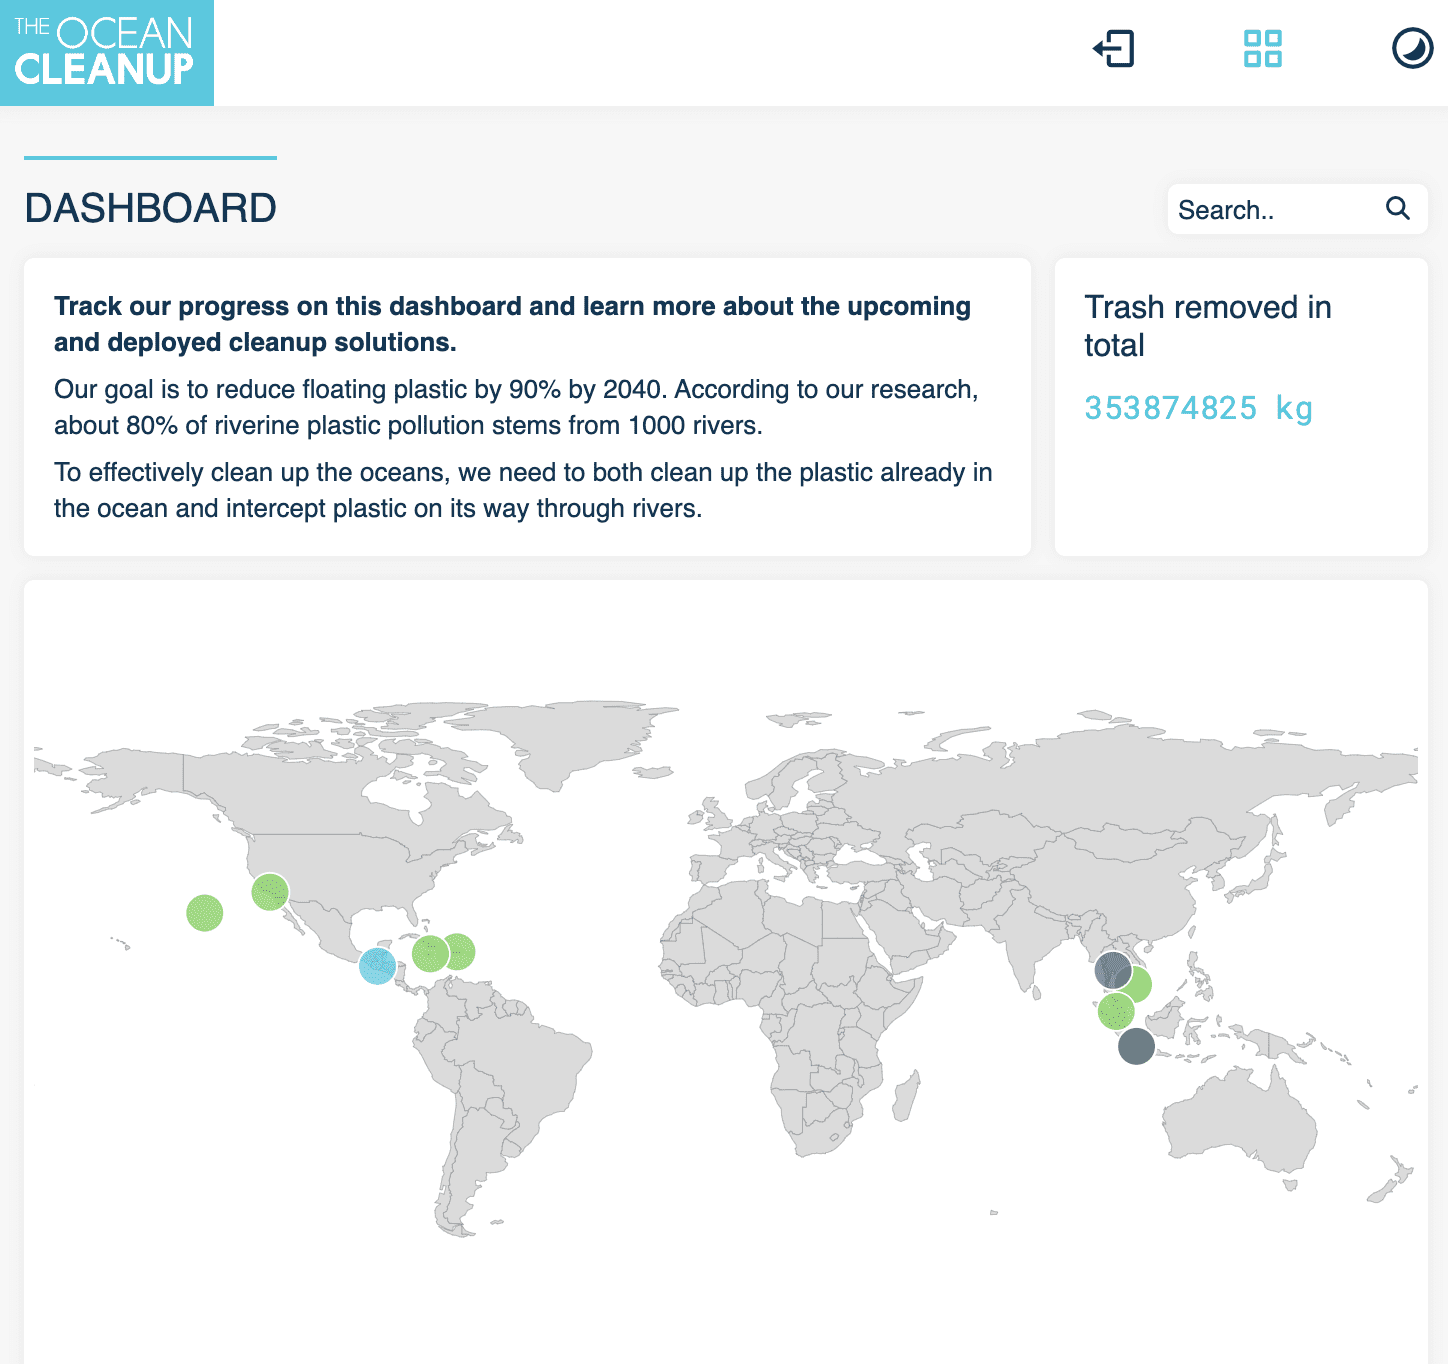 THE OCEAN
CLEANUP
DASHBOARD
Search..
Track our progress on this dashboard and learn more about the upcoming
and deployed cleanup solutions.
Our goal is to reduce floating plastic by 90% by 2040. According to our research,
about 80% of riverine plastic pollution stems from 1000 rivers.
To effectively clean up the oceans, we need to both clean up the plastic already in
the ocean and intercept plastic on its way through rivers.
Trash removed in
total
353874825 kg